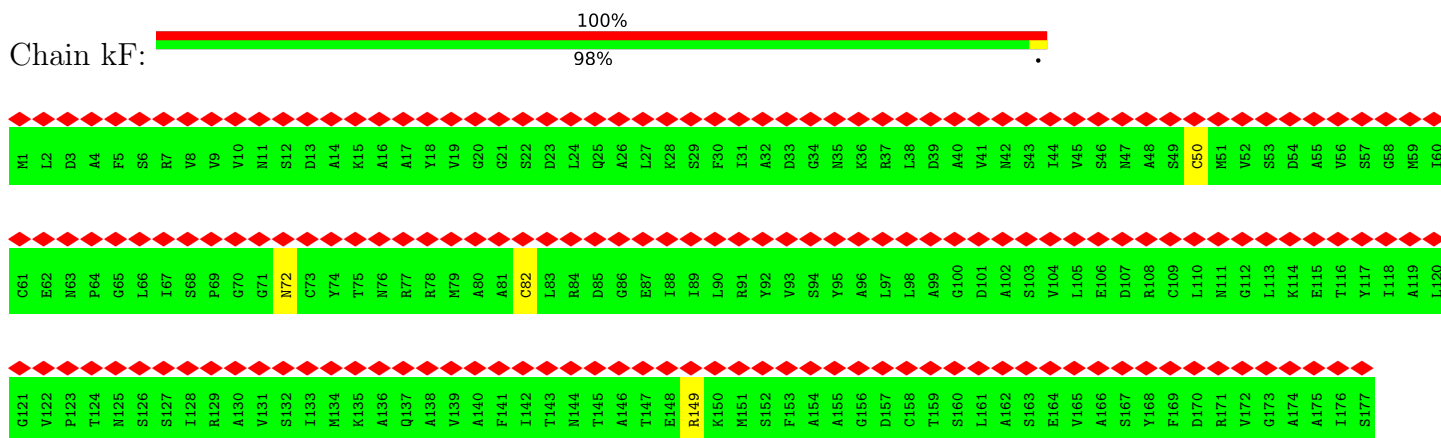 100%
Chain kF:
98%
.
M1 L2 D3 A4 F5 S6 R7 V8 V9 V10 N11 S12 D13 A14 K15 A16 A17 Y18 V19 G20 G21 S22 D23 L24 Q25 A26 L27 K28 S29 F30 I31 A32 D33 G34 N35 K36 R37 L38 D39 A40 V41 N42 S43 I44 V45 S46 N47 A48 S49 C50 M51 V52 S53 D54 A55 V56 S57 G58 M59 I60
C61 E62 N63 P64 G65 L66 I67 S68 P69 G70 G71 N72 C73 Y74 T75 N76 R77 R78 M79 A80 A81 C82 L83 R84 D85 G86 E87 I88 I89 L90 R91 Y92 V93 S94 Y95 A96 L97 L98 A99 G100 D101 A102 S103 V104 L105 E106 D107 R108 C109 L110 N111 G112 L113 K114 E115 T116 Y117 I118 A119 L120
G121 V122 P123 T124 N125 S126 S127 I128 R129 A130 V131 S132 I133 M134 K135 A136 Q137 A138 V139 A140 F141 I142 T143 N144 T145 A146 T147 E148 R149 K150 M151 S152 F153 A154 A155 G156 D157 C158 T159 S160 L161 A162 S163 E164 V165 A166 S167 Y168 F169 D170 R171 V172 G173 A174 A175 I176 S177